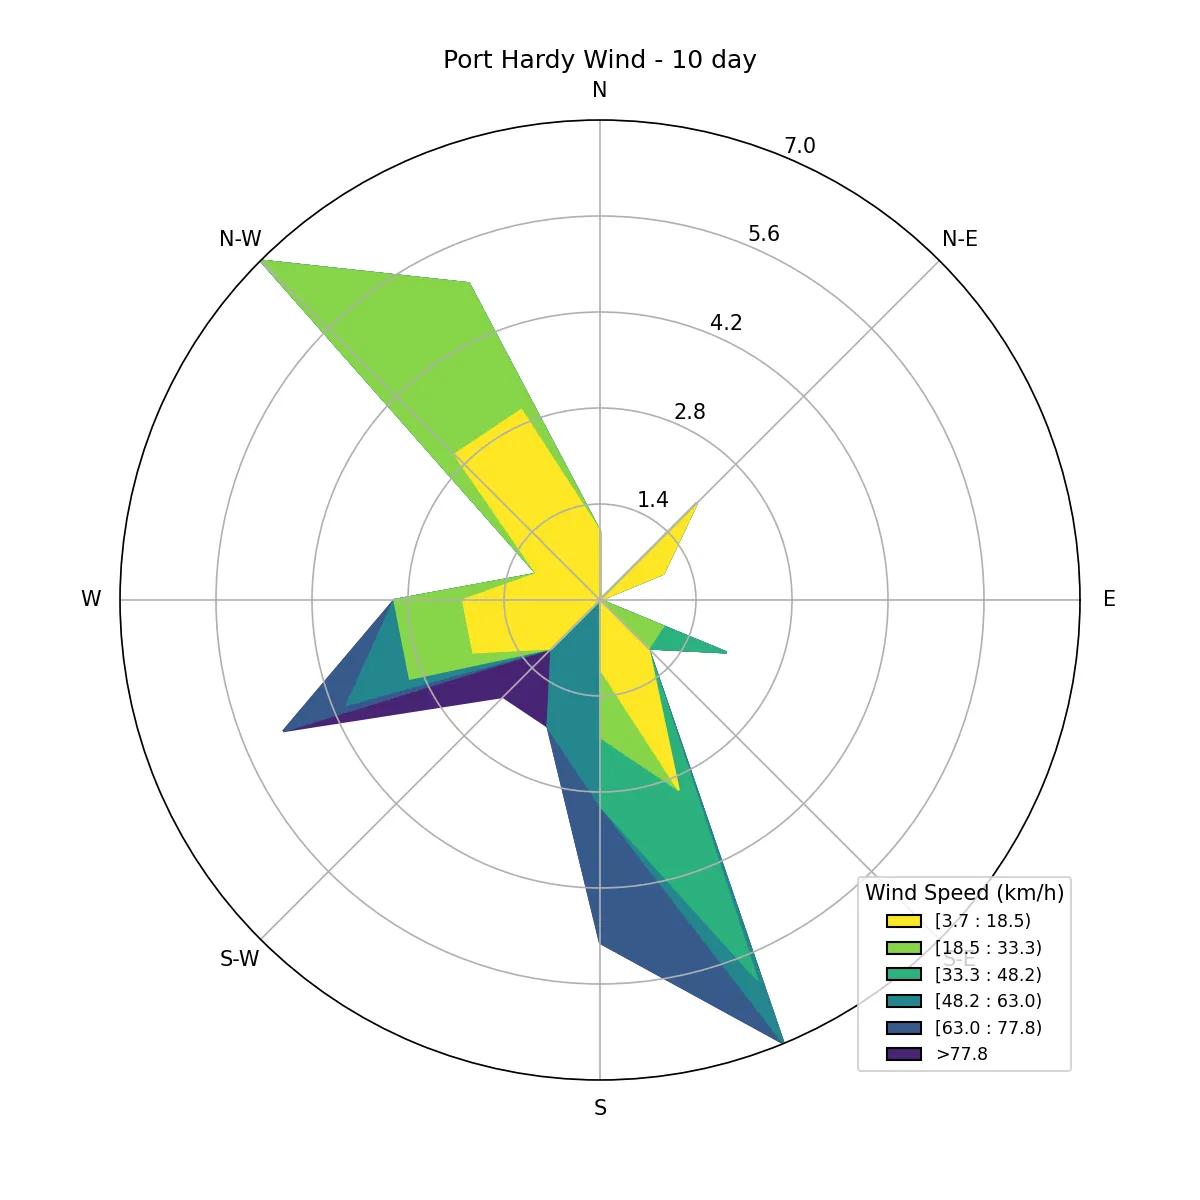 Port Hardy Wind - 10 day
N
7.0
N-W
N-E
5.6
4.2
2.8
1.4
W
E
S-W
S-E
S
Wind Speed (km/h)
[3.7 : 18.5)
[18.5 : 33.3)
[33.3 : 48.2)
[48.2 : 63.0)
[63.0 : 77.8)
>77.8